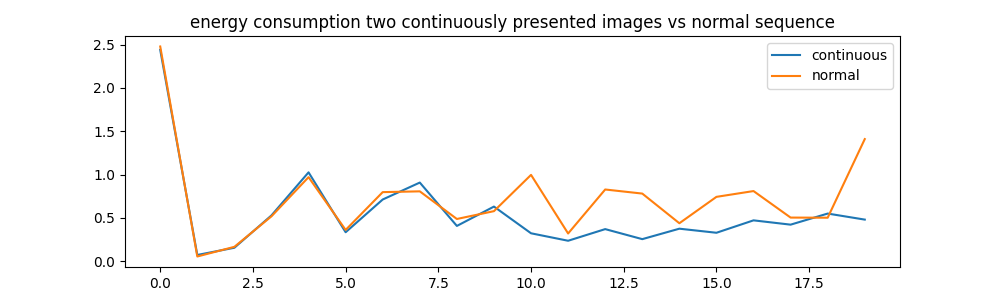 energy consumption two continuously presented images vs normal sequence
continuous
normal
2.5
2.0
1.5
1.0
0.5
0.0
0.0 2.5 5.0 7.5 10.0 12.5 15.0 17.5